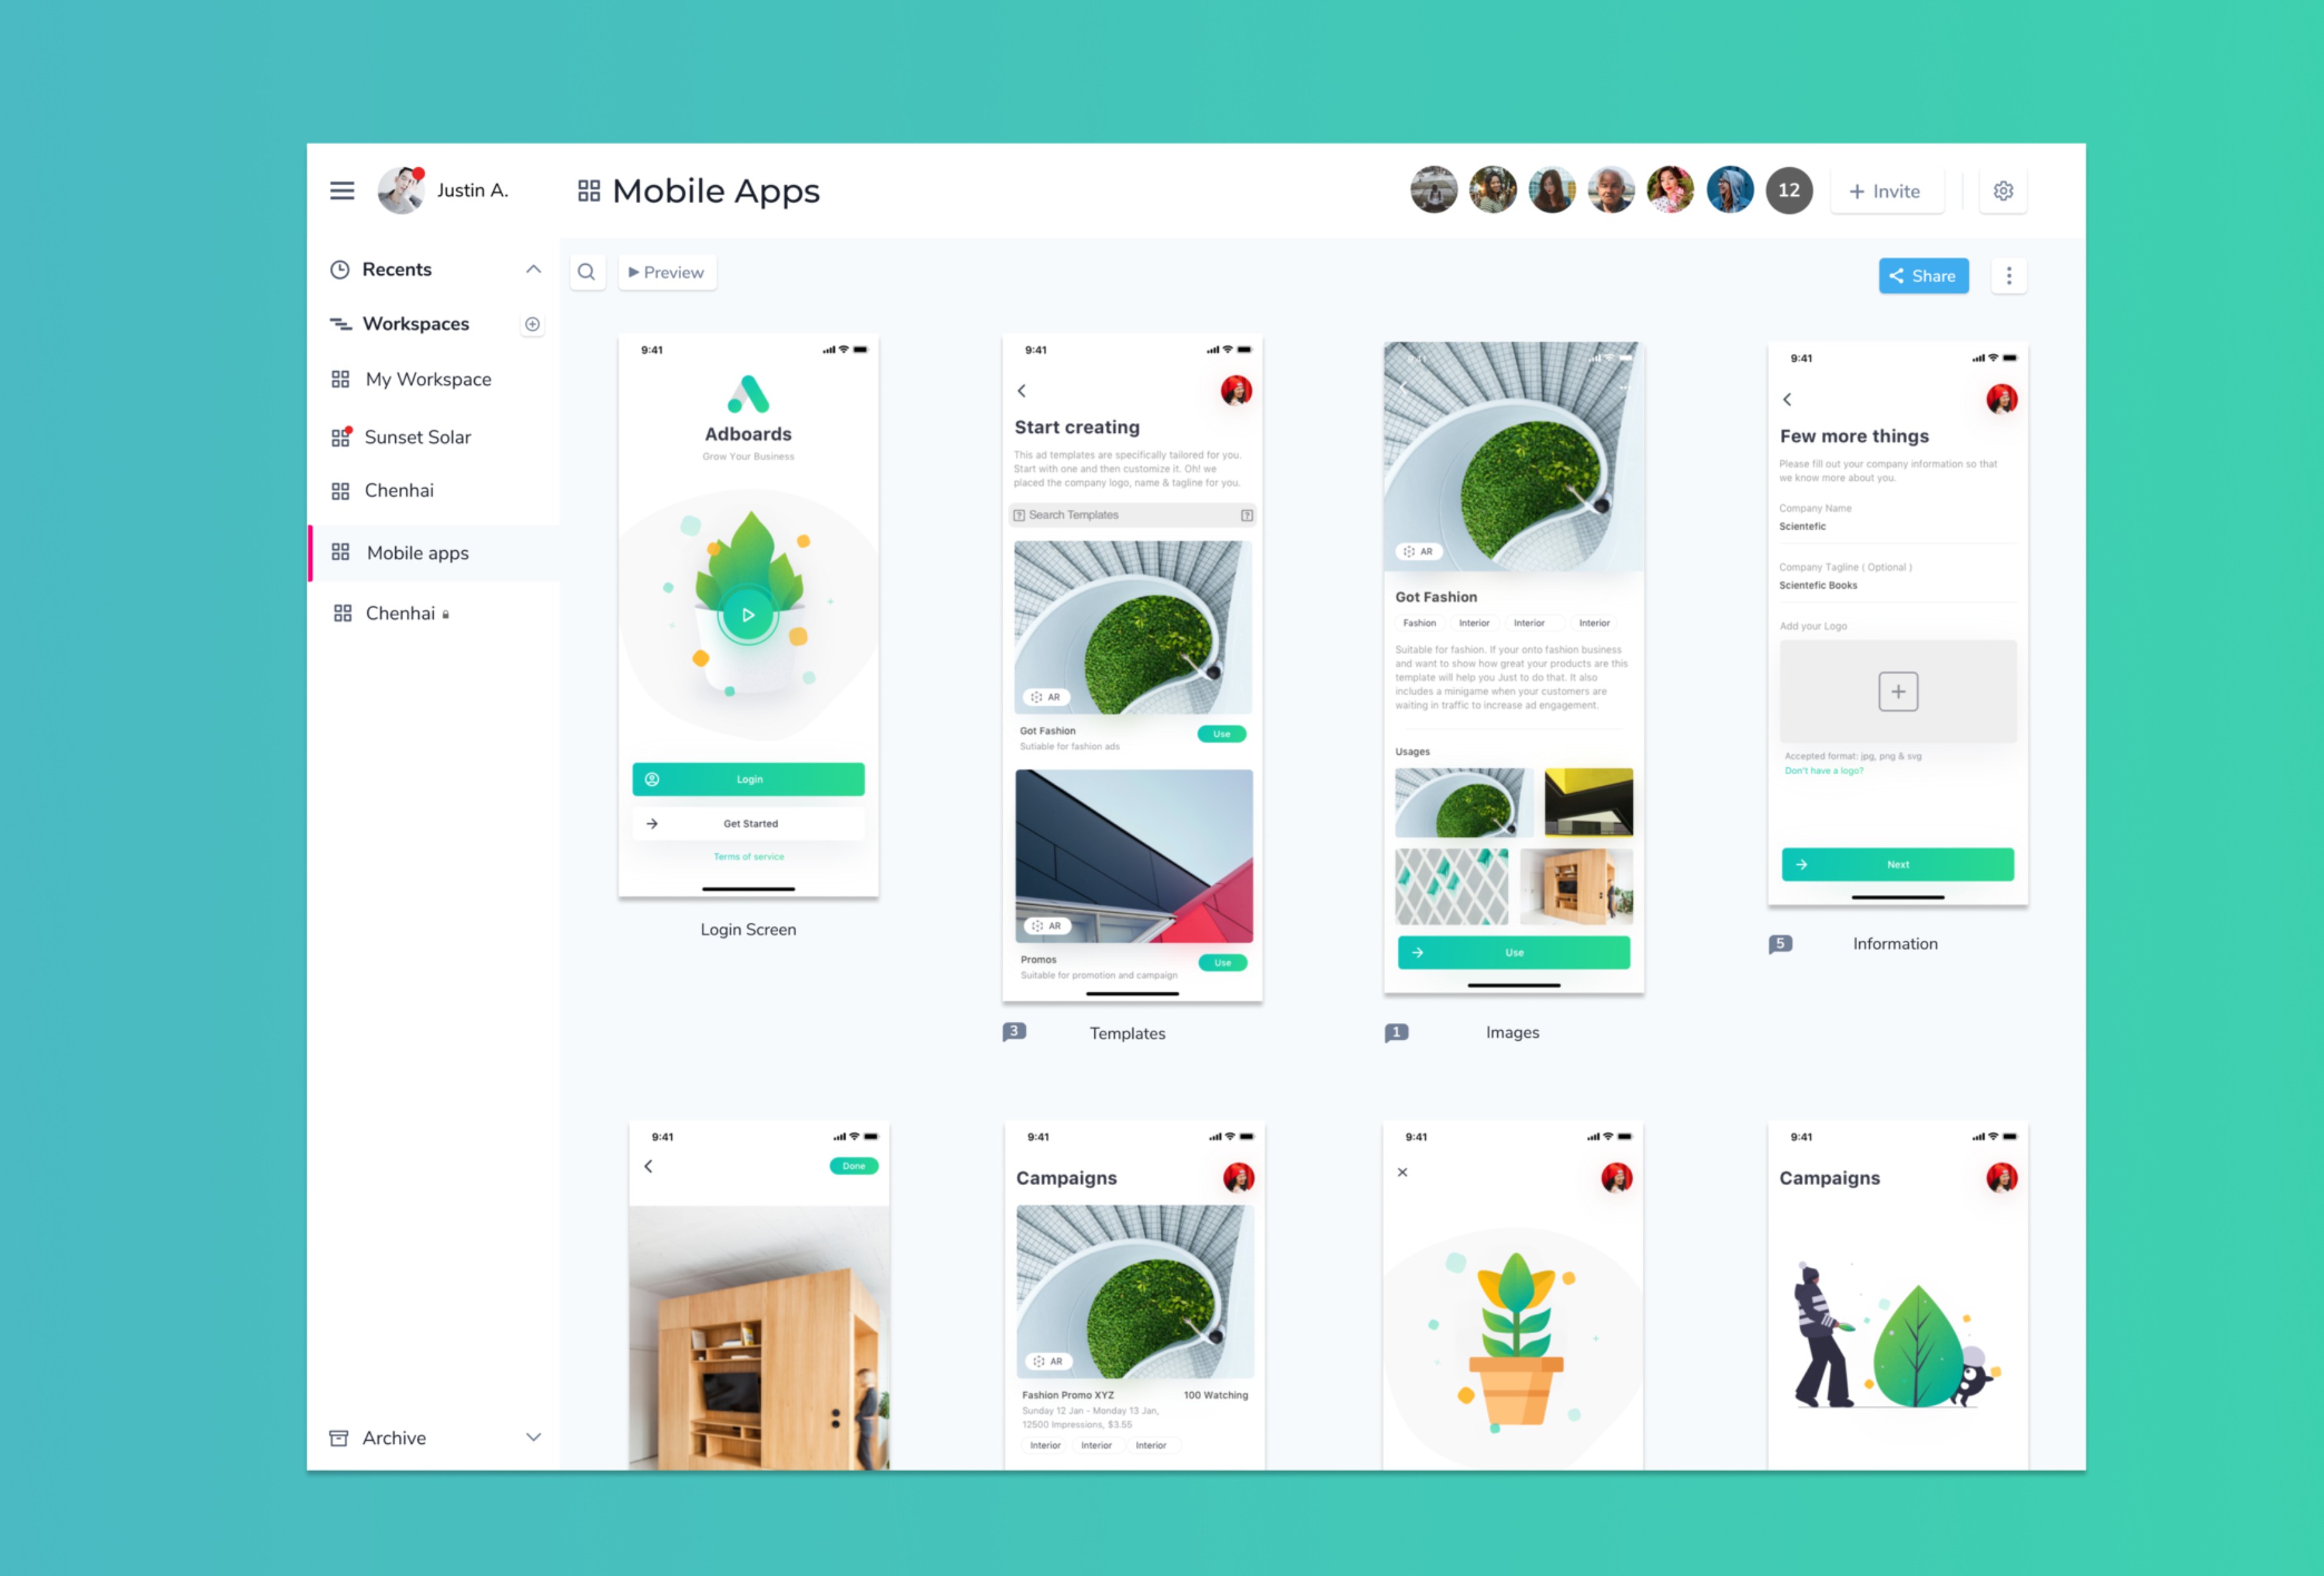 Justin A.
Mobile Apps
12
+ Invite
Recents
Workspaces
My Workspace
Sunset Solar
Chenhai
Mobile apps
Chenhai
Archive
Preview
Share
9:41
Adboards
Grow Your Business
Login
Get Started
Terms of service
Login Screen
9:41
Start creating
This ad templates are specifically tailored for you.
Start with one and then customize it. Oh! we
placed the company logo, name & tagline for you.
Search Templates
AR
Got Fashion
Sutiable for fashion ads
Use
AR
Promos
Suitable for promotion and campaign
Use
3
Templates
AR
Got Fashion
Fashion Interior Interior Interior
Suitable for fashion. If your onto fashion business
and want to show how great your products are this
template will help you Just to do that. It also
includes a minigame when your customers are
waiting in traffic to increase ad engagement.
Usages
Use
1
Images
9:41
Few more things
Please fill out your company information so that
we know more about you.
Company Name
Scientefic
Company Tagline ( Optional )
Scientefic Books
Add your Logo
Accepted format: jpg, png & svg
Don't have a logo?
Next
5
Information
9:41
Done
9:41
Campaigns
AR
Fashion Promo XYZ
100 Watching
Sunday 12 Jan - Monday 13 Jan,
12500 Impressions, $3.55
Interior Interior Interior
9:41
9:41
Campaigns